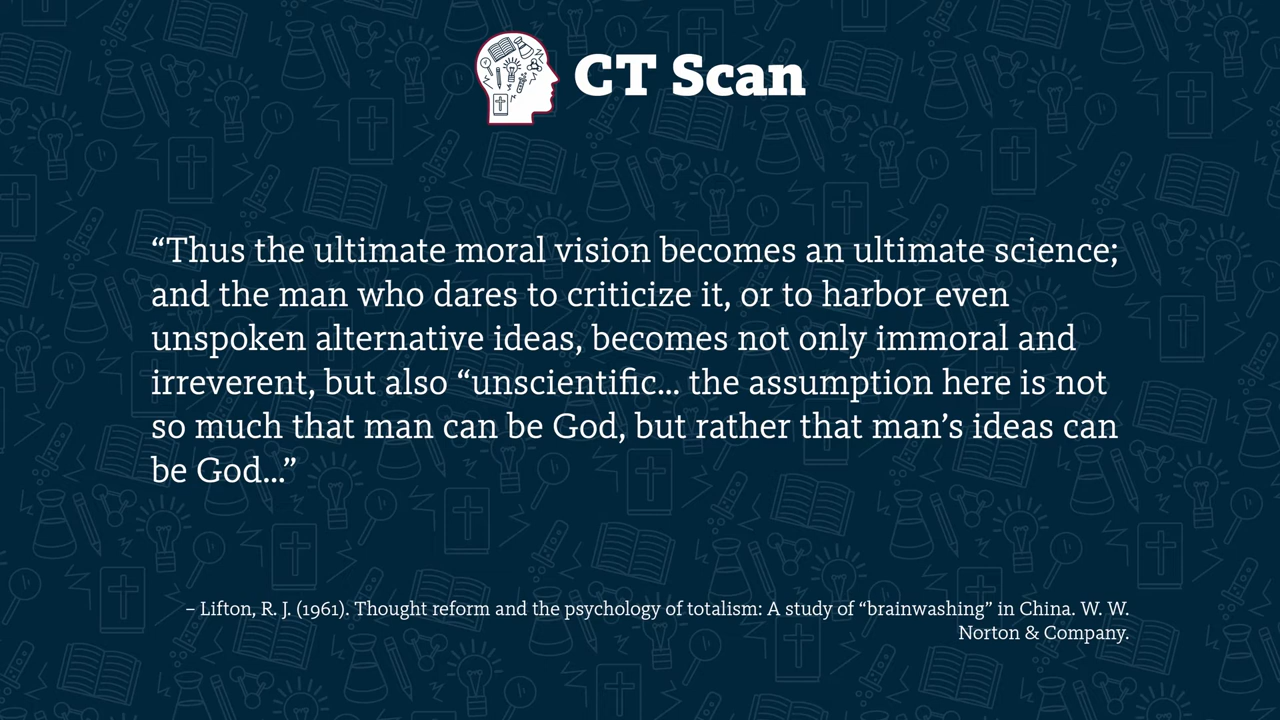 CT Scan
“Thus the ultimate moral vision becomes an ultimate science;
and the man who dares to criticize it, or to harbor even
unspoken alternative ideas, becomes not only immoral and
irreverent, but also “unscientific... the assumption here is not
so much that man can be God, but rather that man’s ideas can
be God...”
– Lifton, R. J. (1961). Thought reform and the psychology of totalism: A study of “brainwashing” in China. W. W.
Norton & Company.